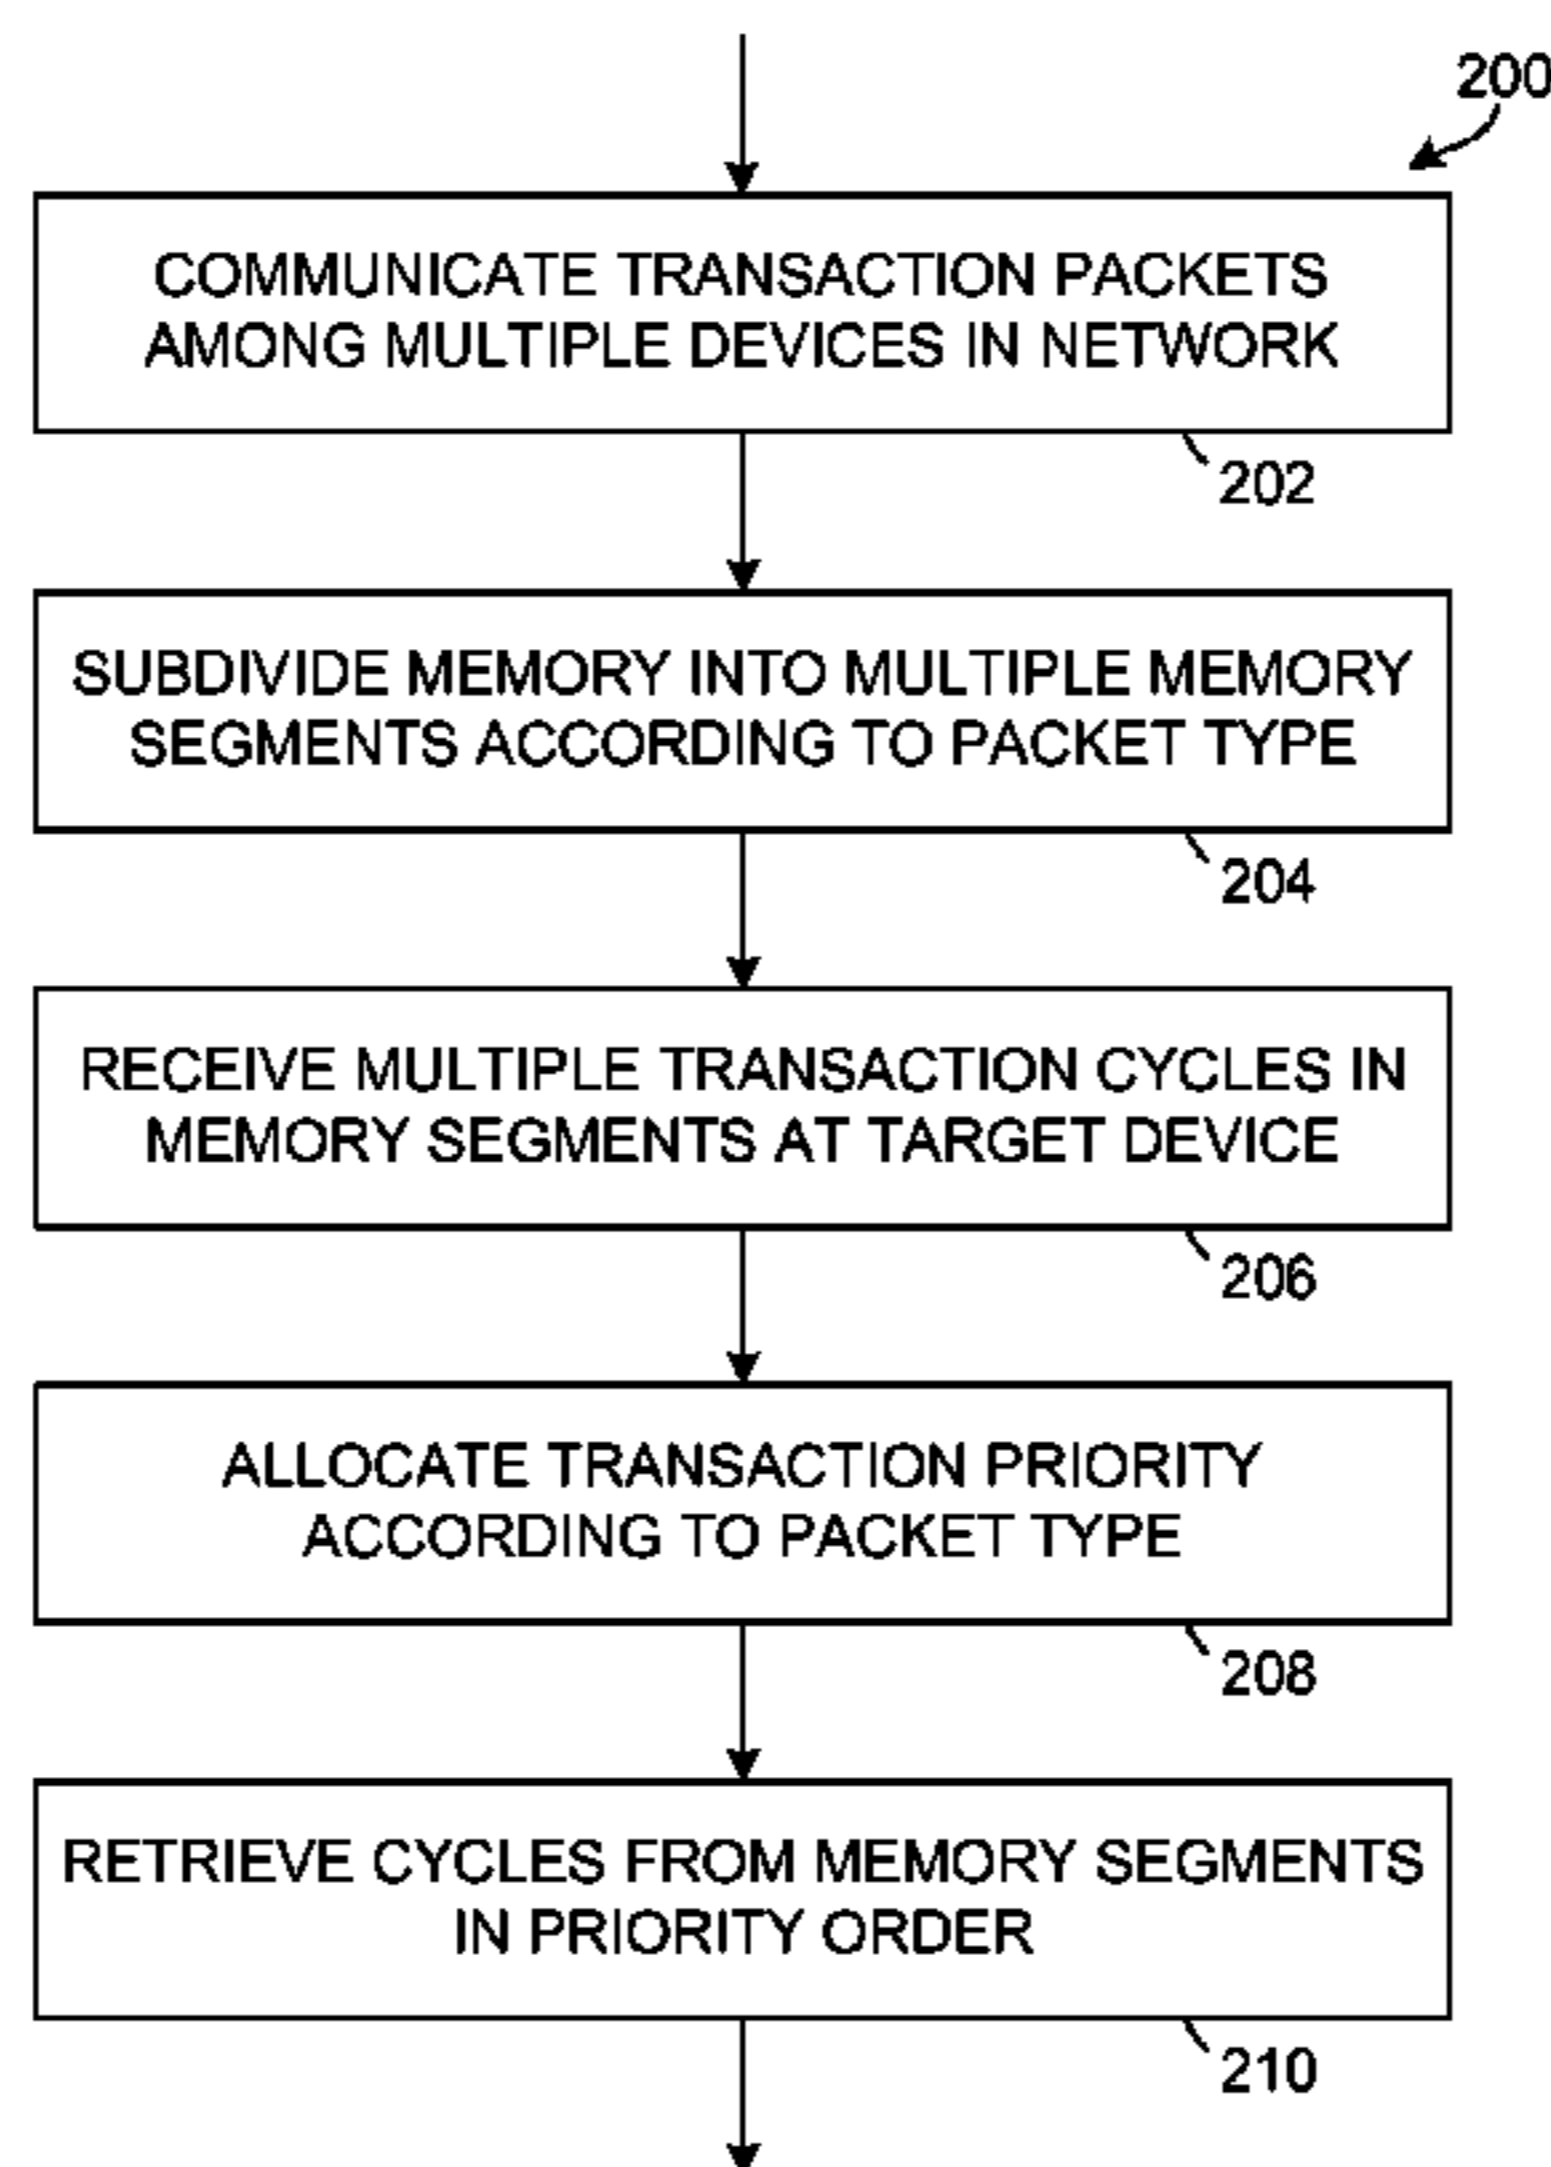 200
COMMUNICATE TRANSACTION PACKETS
AMONG MULTIPLE DEVICES IN NETWORK
202
SUBDIVIDE MEMORY INTO MULTIPLE MEMORY
SEGMENTS ACCORDING TO PACKET TYPE
204
RECEIVE MULTIPLE TRANSACTION CYCLES IN
MEMORY SEGMENTS AT TARGET DEVICE
206
ALLOCATE TRANSACTION PRIORITY
ACCORDING TO PACKET TYPE
208
RETRIEVE CYCLES FROM MEMORY SEGMENTS
IN PRIORITY ORDER
210